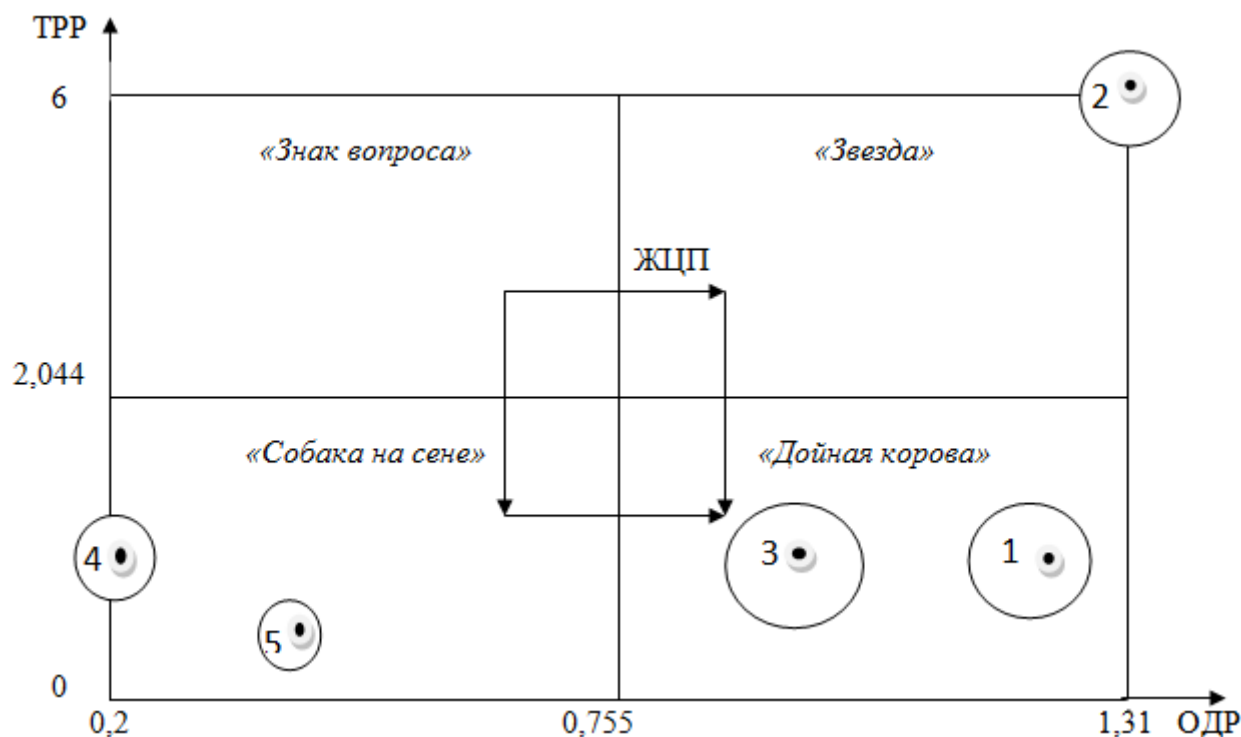 ТРР
6
2
«Знак вопроса»
«Звезда»
ЖЦП
2,044
«Собака на сене»
«Дойная корова»
4
3
1
5
0
0,2
0,755
1,31
ОДР